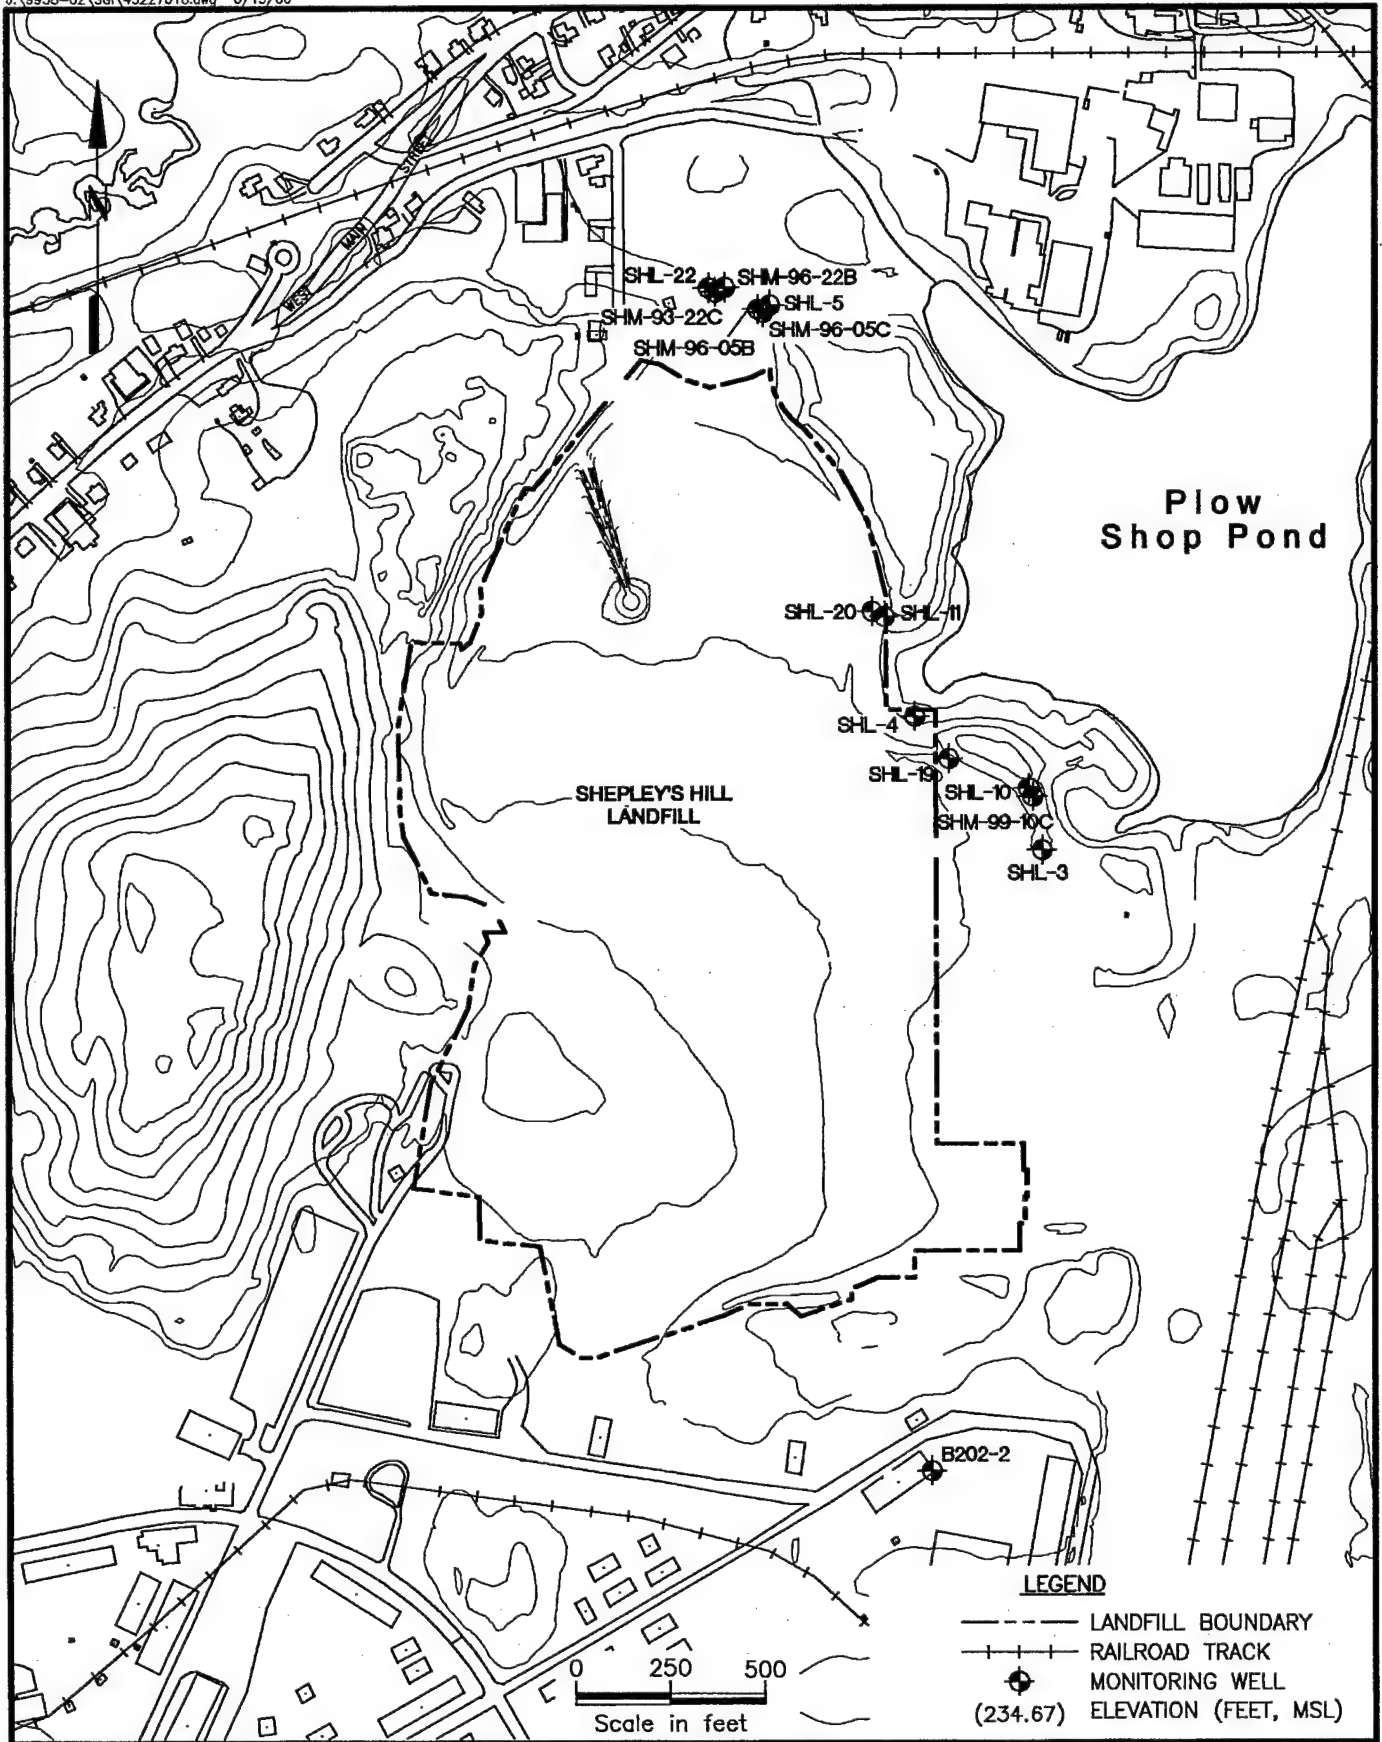 WEST MAIN STREET
SHL-22
SHM-96-22B
SHL-5
SHM-93-22C
SHM-96-05C
SHM-96-05B
Plow
Shop Pond
SHL-20
SHL-11
SHL-4
SHL-19
SHEPLEY'S HILL
LANDFILL
SHL-10
SHM-99-10C
SHL-3
B202-2
LEGEND
LANDFILL BOUNDARY
RAILROAD TRACK
MONITORING WELL
(234.67) ELEVATION (FEET, MSL)
0 250 500
Scale in feet